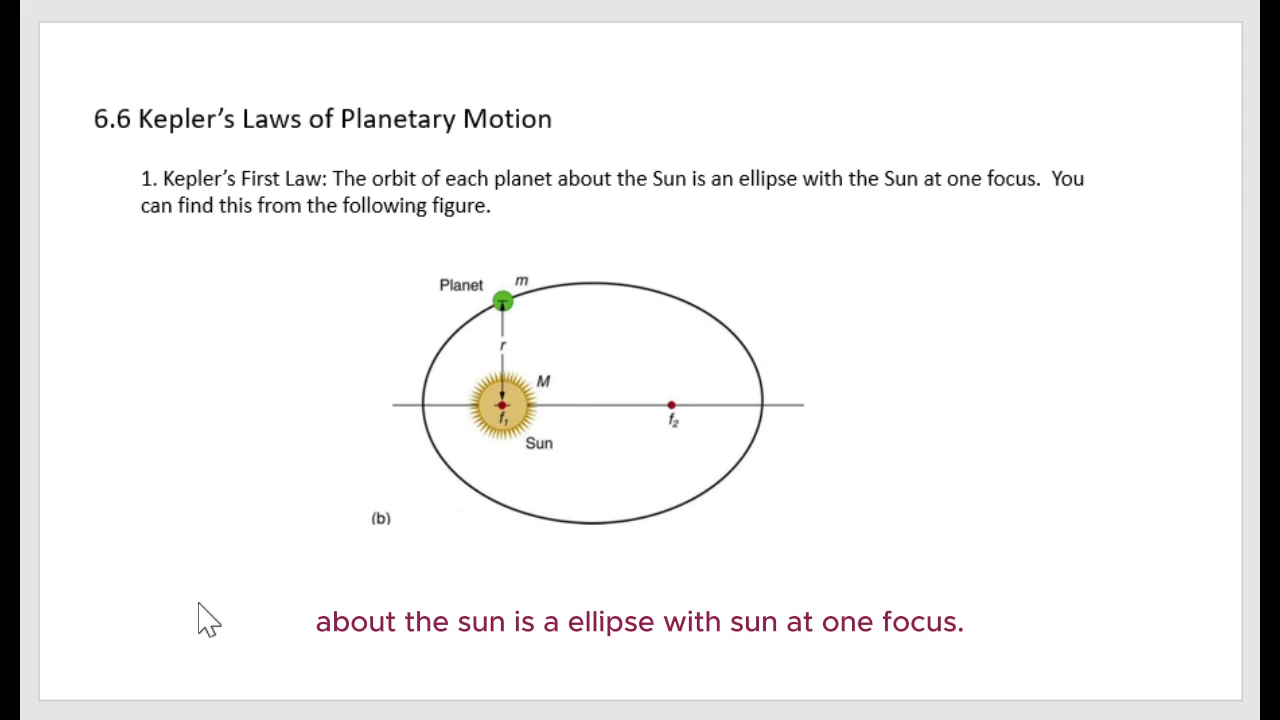 6.6 Kepler's Laws of Planetary Motion
1. Kepler's First Law: The orbit of each planet about the Sun is an ellipse with the Sun at one focus.  You
can find this from the following figure.
Planet
m
r
M
f₁
f₂
Sun
(b)
about the sun is a ellipse with sun at one focus.